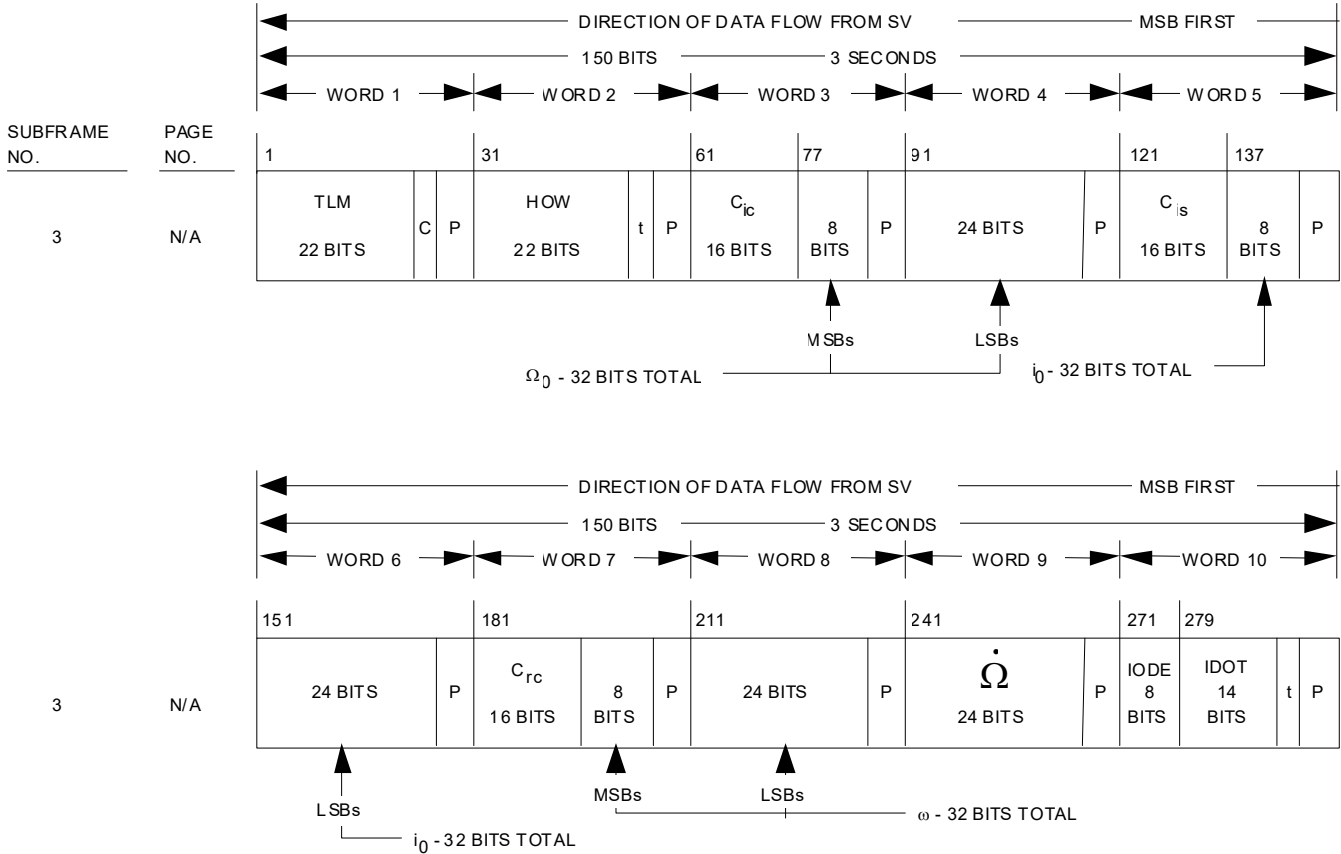 DIRECTION OF DATA FLOW FROM SV MSB FIRST
150 BITS 3 SECONDS
WORD 1 WORD 2 WORD 3 WORD 4 WORD 5
SUBFRAME NO. PAGE NO.
1 31 61 77 91 121 137
3 N/A
TLM 22 BITS
C
P
HOW 22 BITS
t
P
C_ic 16 BITS
8 BITS
P
24 BITS
P
C_is 16 BITS
8 BITS
P
MSBs LSBs
Ω_0 - 32 BITS TOTAL
i_0 - 32 BITS TOTAL
DIRECTION OF DATA FLOW FROM SV MSB FIRST
150 BITS 3 SECONDS
WORD 6 WORD 7 WORD 8 WORD 9 WORD 10
151 181 211 241 271 279
3 N/A
24 BITS
P
C_rc 16 BITS
8 BITS
P
24 BITS
P
Ω̇ 24 BITS
P
IODE 8 BITS
IDOT 14 BITS
t
P
LSBs MSBs LSBs
ω - 32 BITS TOTAL
i_0 - 32 BITS TOTAL